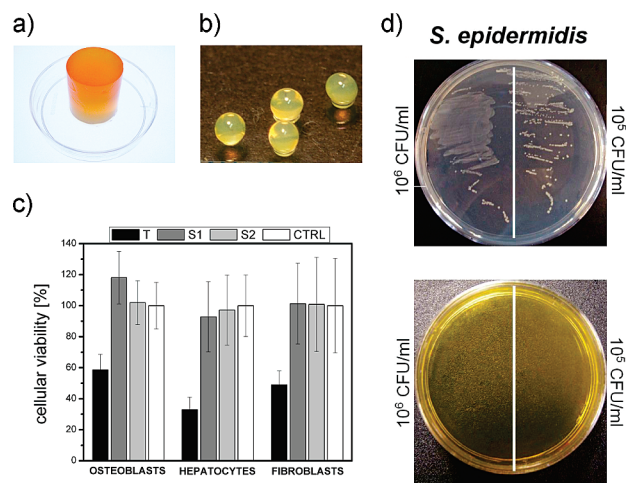 a)
b)
d)
S. epidermidis
10⁶ CFU/ml
10⁵ CFU/ml
c)
T S1 S2 CTRL
cellular viability [%]
140
120
100
80
60
40
20
0
OSTEOBLASTS HEPATOCYTES FIBROBLASTS
10⁶ CFU/ml
10⁵ CFU/ml